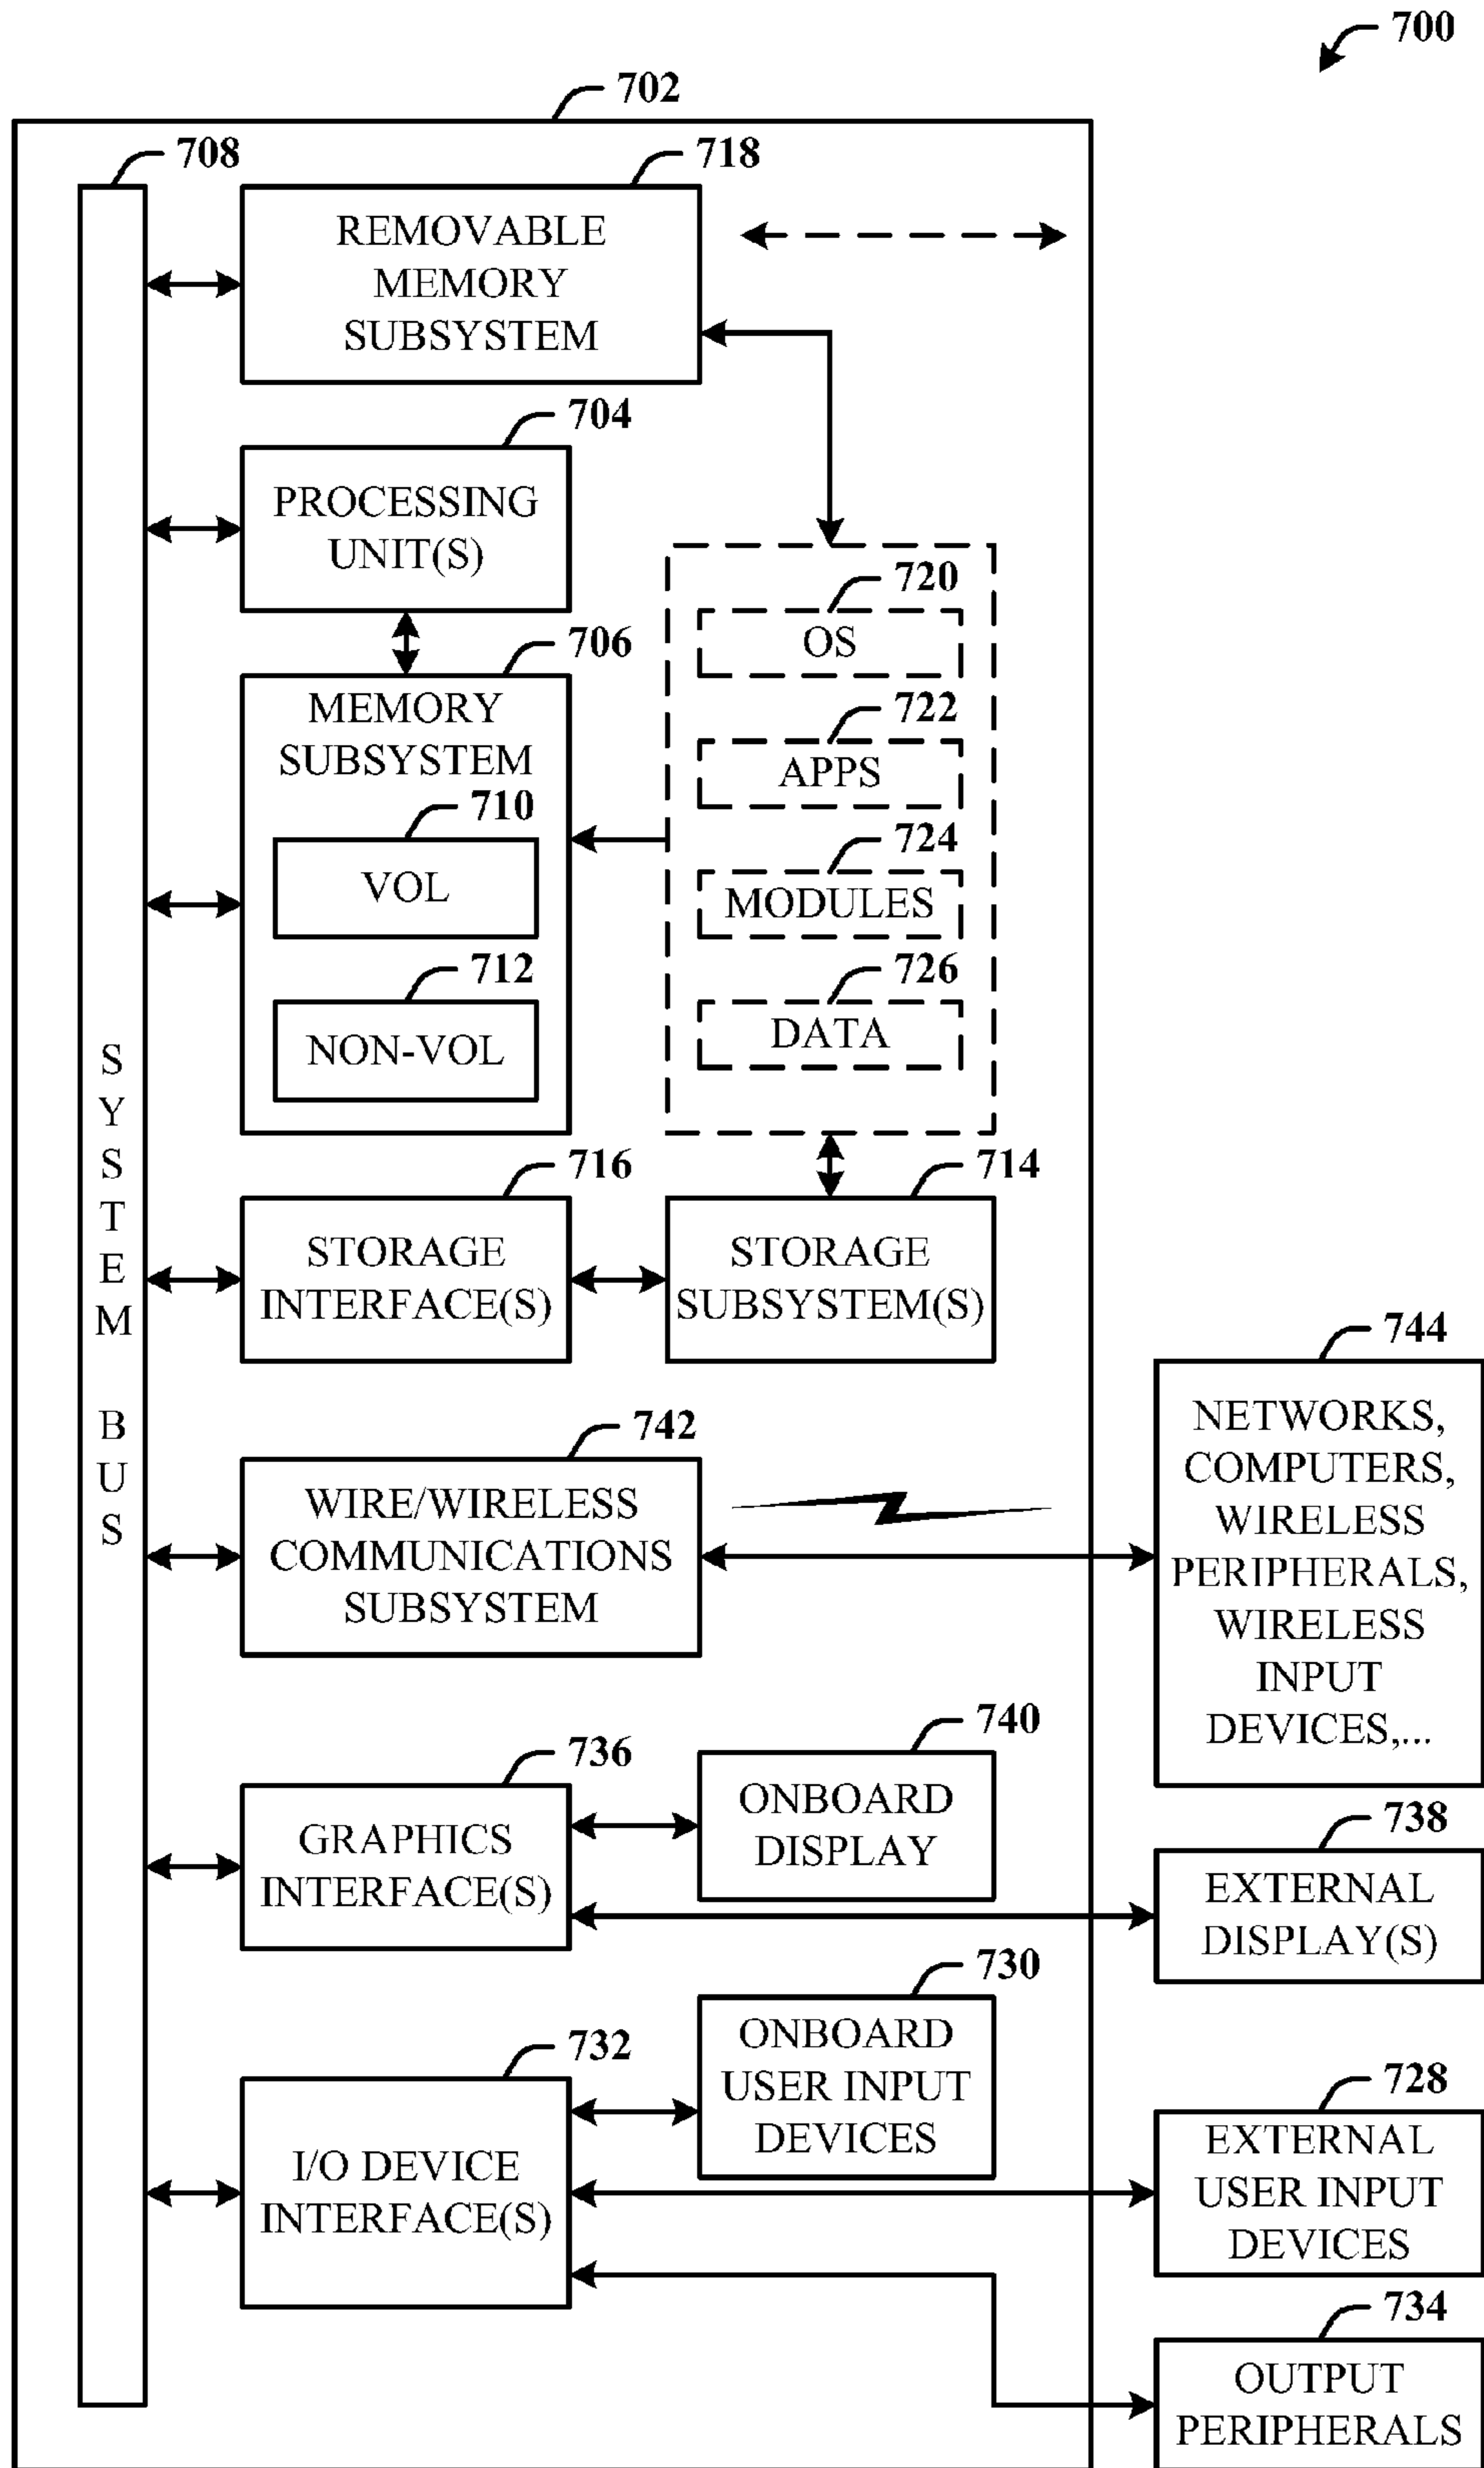 700
702
708
718
REMOVABLE
MEMORY
SUBSYSTEM
704
PROCESSING
UNIT(S)
720
OS
706
MEMORY
SUBSYSTEM
722
APPS
710
VOL
724
MODULES
712
NON-VOL
726
DATA
SYSTEM BUS
716
STORAGE
INTERFACE(S)
714
STORAGE
SUBSYSTEM(S)
744
NETWORKS,
COMPUTERS,
WIRELESS
PERIPHERALS,
WIRELESS
INPUT
DEVICES,...
742
WIRE/WIRELESS
COMMUNICATIONS
SUBSYSTEM
740
ONBOARD
DISPLAY
736
GRAPHICS
INTERFACE(S)
738
EXTERNAL
DISPLAY(S)
730
ONBOARD
USER INPUT
DEVICES
732
I/O DEVICE
INTERFACE(S)
728
EXTERNAL
USER INPUT
DEVICES
734
OUTPUT
PERIPHERALS